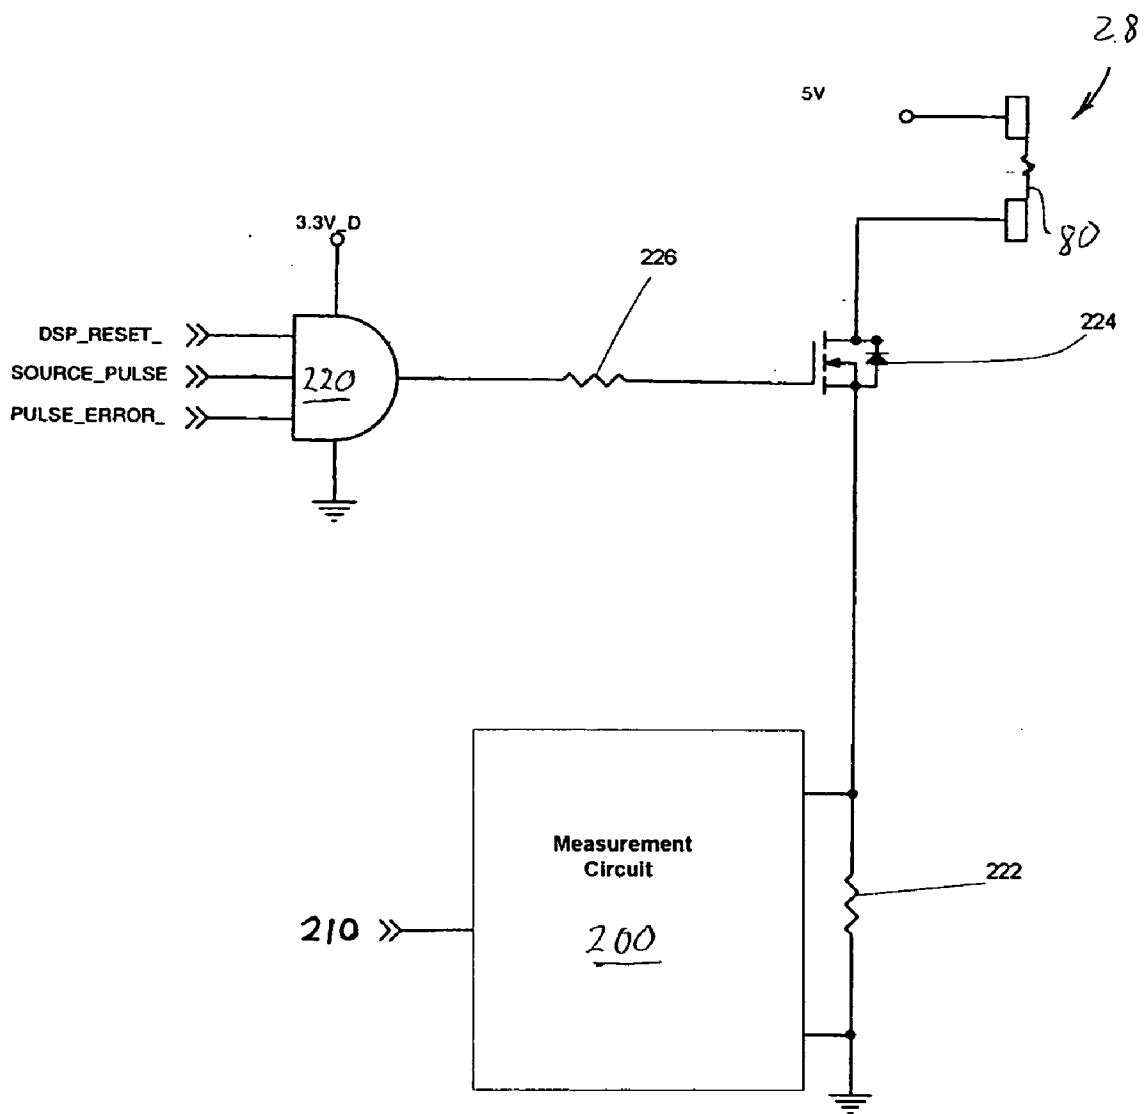 28
5V
80
3.3V_D
226
224
DSP_RESET_
SOURCE_PULSE
PULSE_ERROR_
220
Measurement
Circuit
222
210
200